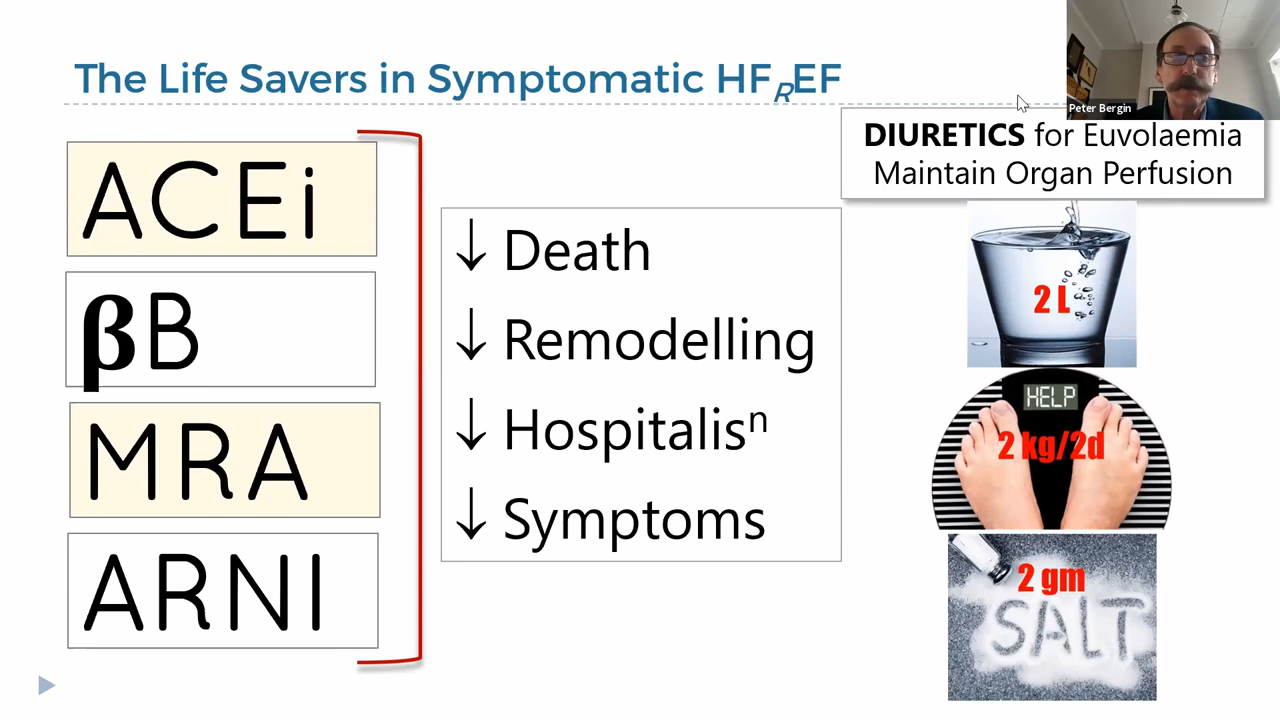 The Life Savers in Symptomatic HFREF
Peter Bergin
ACEi
βB
MRA
ARNI
↓ Death
↓ Remodelling
↓ Hospitalisⁿ
↓ Symptoms
DIURETICS for Euvolaemia
Maintain Organ Perfusion
2 L
HELP
2 kg/2d
2 gm
SALT